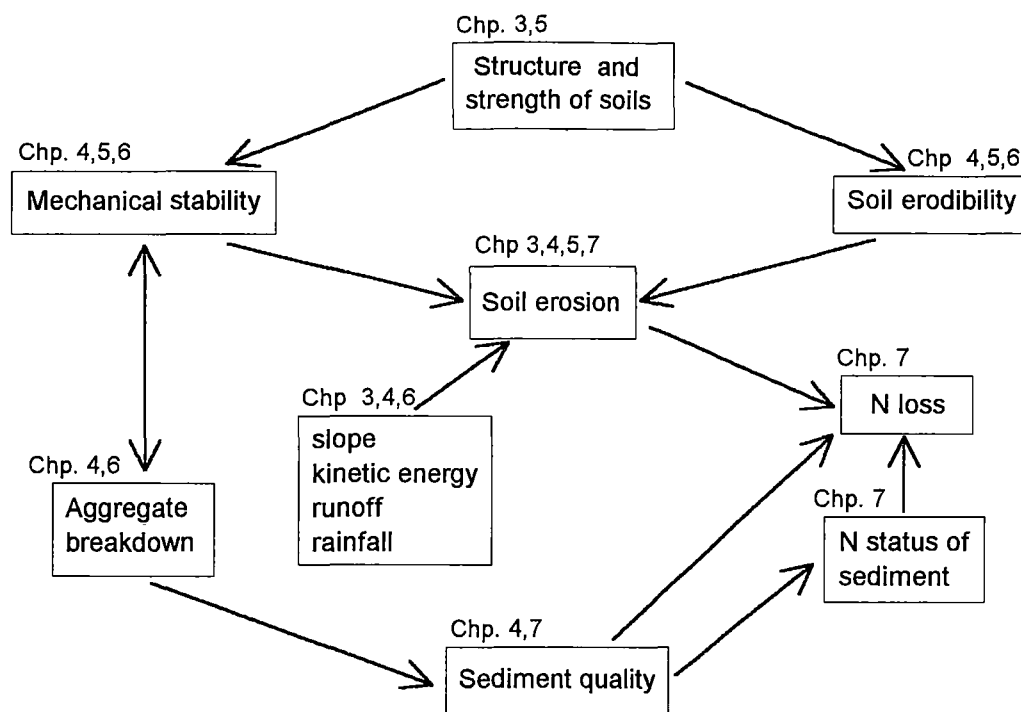 Chp. 3,5
Structure and
strength of soils
Chp. 4,5,6
Mechanical stability
Chp 4,5,6
Soil erodibility
Chp 3,4,5,7
Soil erosion
Chp 3,4,6
slope
kinetic energy
runoff
rainfall
Chp. 7
N loss
Chp. 4,6
Aggregate
breakdown
Chp. 7
N status of
sediment
Chp. 4,7
Sediment quality